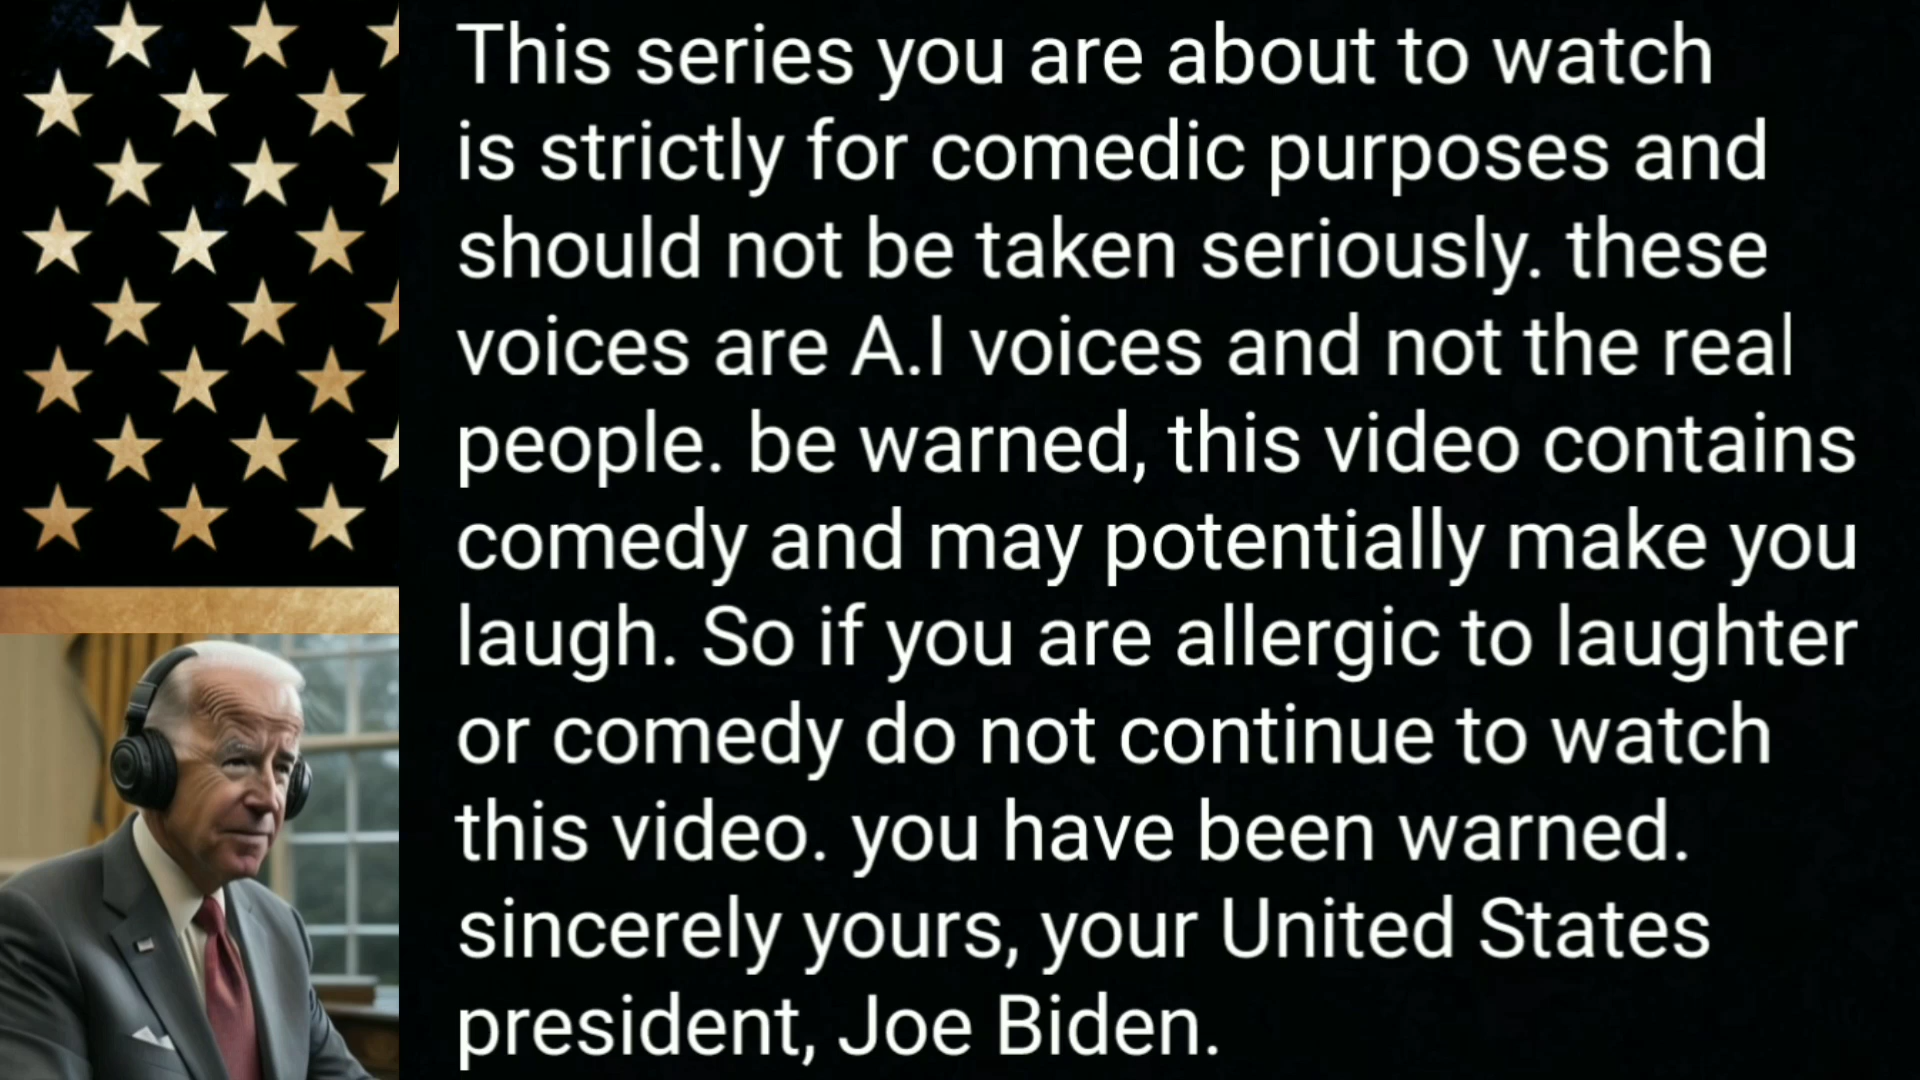 This series you are about to watch
is strictly for comedic purposes and
should not be taken seriously. these
voices are A.I voices and not the real
people. be warned, this video contains
comedy and may potentially make you
laugh. So if you are allergic to laughter
or comedy do not continue to watch
this video. you have been warned.
sincerely yours, your United States
president, Joe Biden.